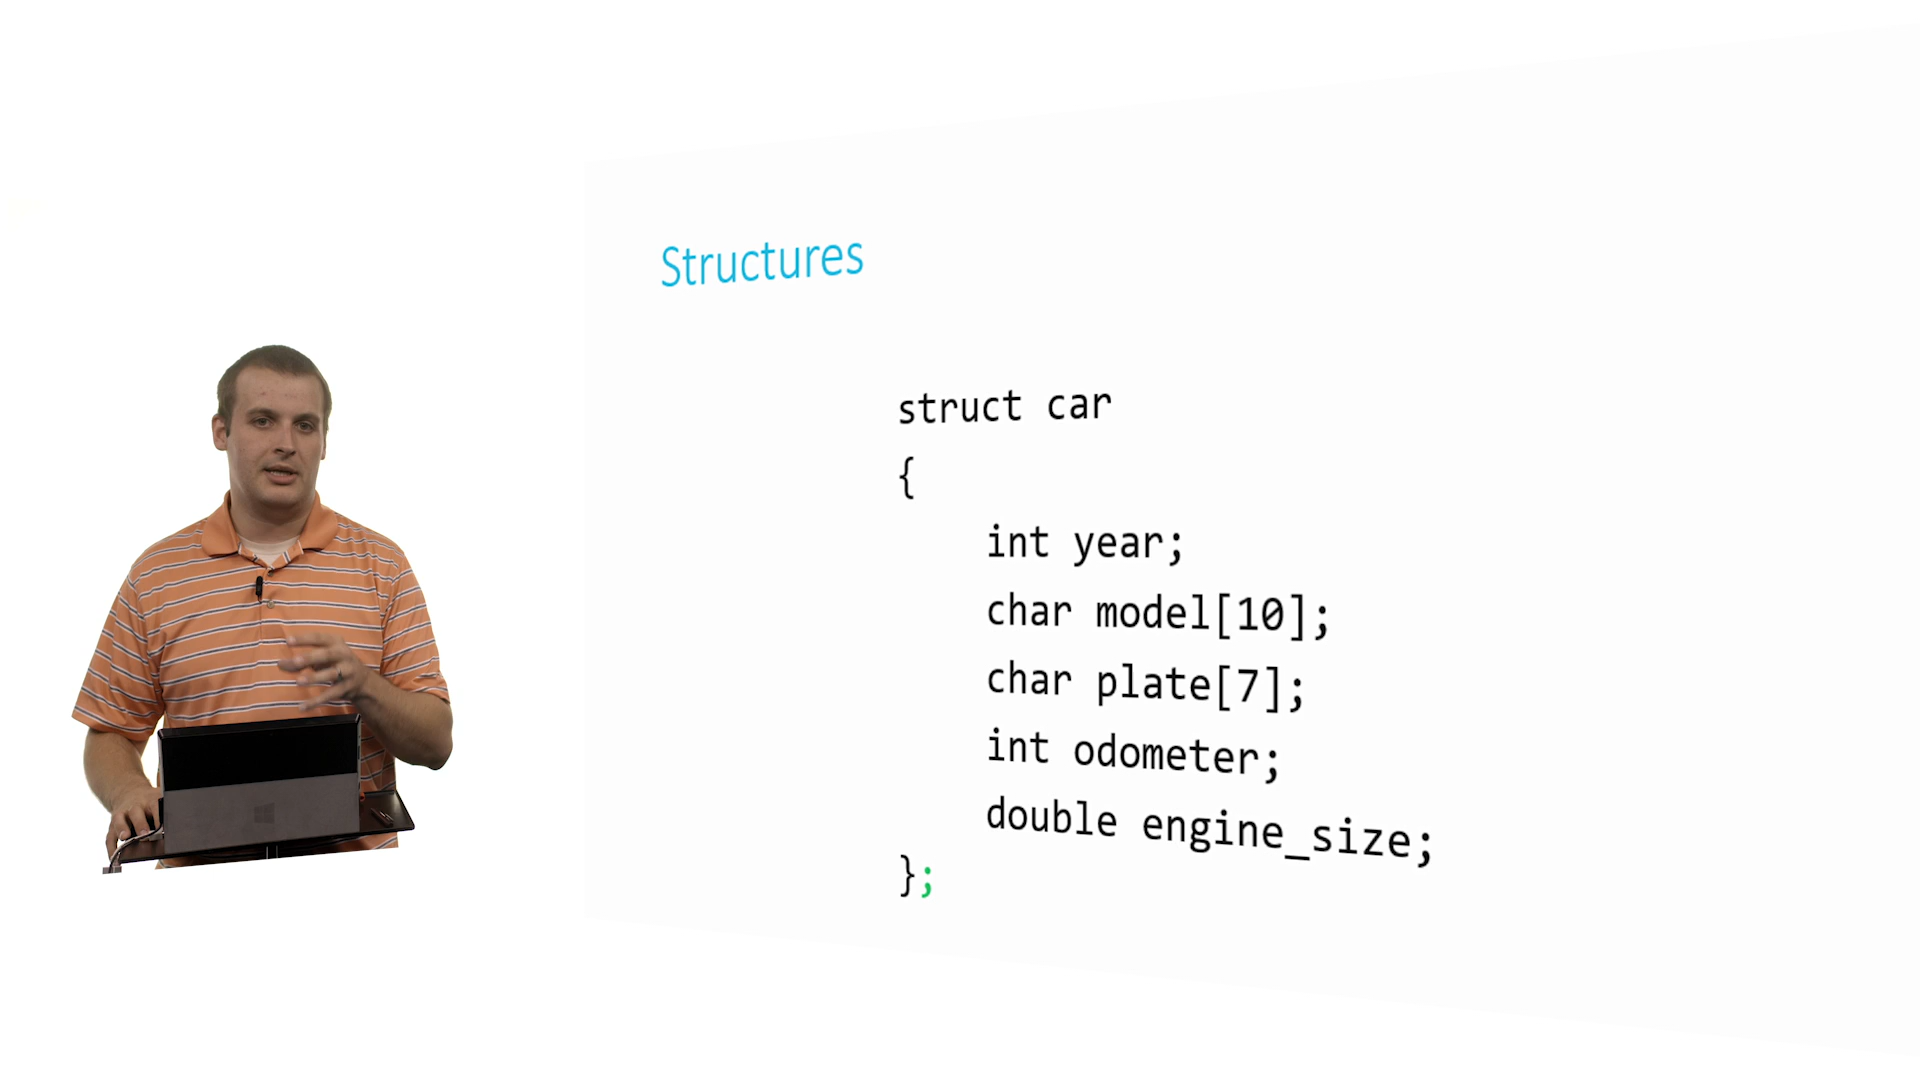 Structures
struct car
{
int year;
char model[10];
char plate[7];
int odometer;
double engine_size;
};